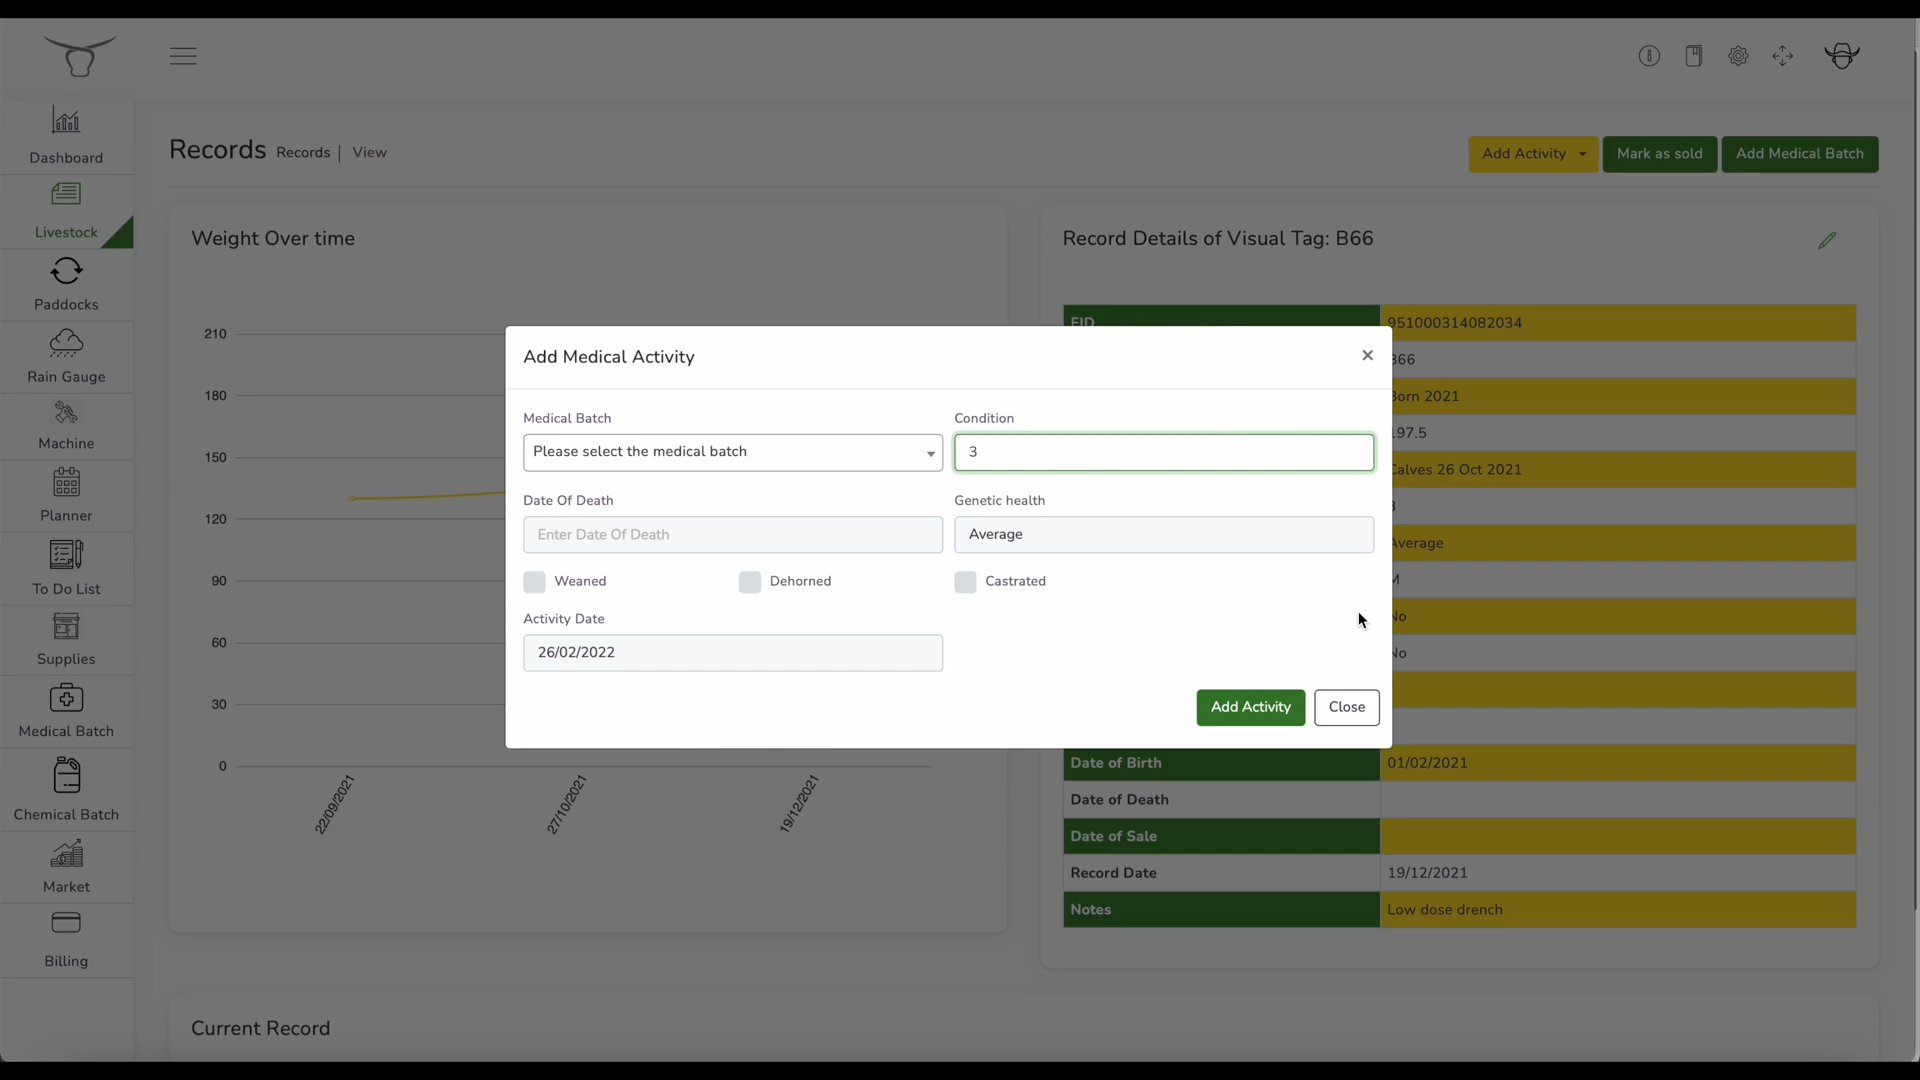 Dashboard
Livestock
Paddocks
Rain Gauge
Machine
Planner
To Do List
Supplies
Medical Batch
Chemical Batch
Market
Billing
Records Records | View
Add Activity
Mark as sold
Add Medical Batch
Weight Over time
210
180
150
120
90
60
30
0
22/09/2021
27/10/2021
19/12/2021
Record Details of Visual Tag: B66
EID 951000314082034
Born 2021
Calves 26 Oct 2021
Average
No
No
Date of Birth 01/02/2021
Date of Death
Date of Sale
Record Date 19/12/2021
Notes Low dose drench
Add Medical Activity
×
Medical Batch
Please select the medical batch
Condition
3
Date Of Death
Enter Date Of Death
Genetic health
Average
Weaned
Dehorned
Castrated
Activity Date
26/02/2022
Add Activity
Close
Current Record